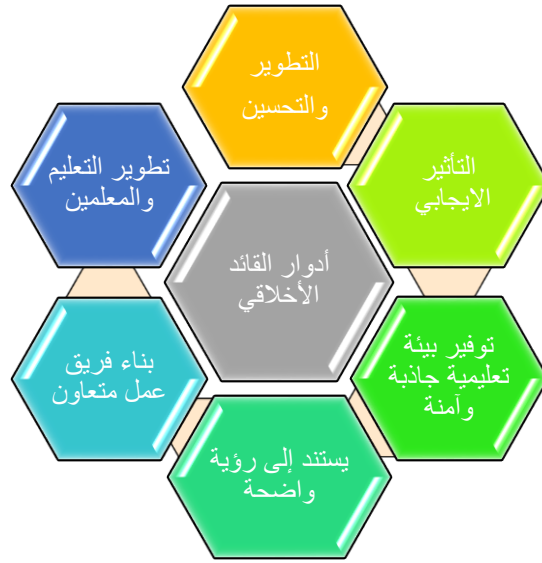 التطوير
والتحسين
التأثير
الايجابي
توفير بيئة
تعليمية جاذبة
وآمنة
يستند إلى رؤية
واضحة
بناء فريق
عمل متعاون
تطوير التعليم
والمعلمين
أدوار القائد
الأخلاقي